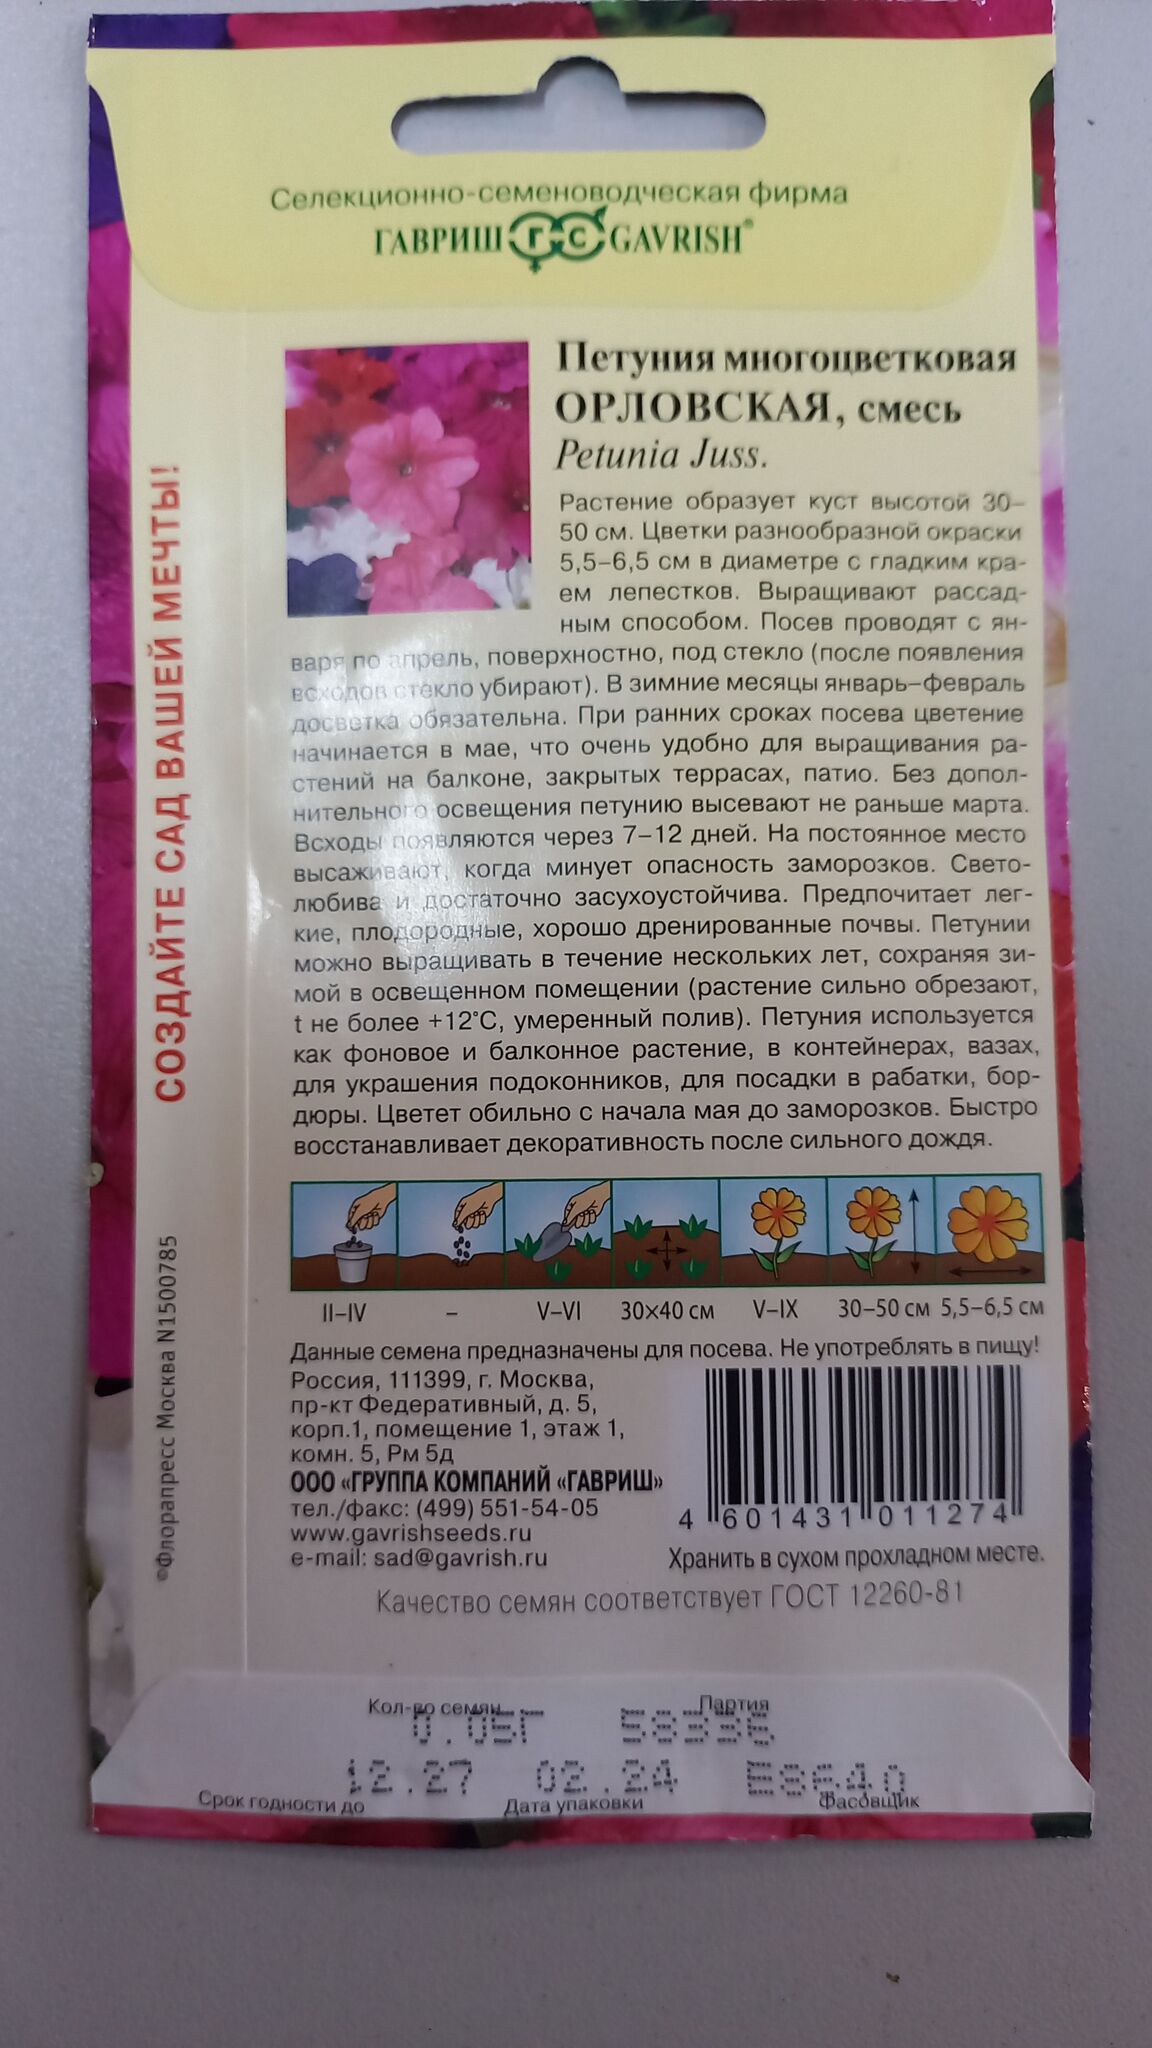 Селекционно-семеноводческая фирма
ГАВРИШ ГС GAVRISH®
Петуния многоцветковая
ОРЛОВСКАЯ, смесь
Petunia Juss.
Растение образует куст высотой 30–
50 см. Цветки разнообразной окраски
5,5–6,5 см в диаметре с гладким кра-
ем лепестков. Выращивают рассад-
ным способом. Посев проводят с ян-
варя по апрель, поверхностно, под стекло (после появления
всходов стекло убирают). В зимние месяцы январь–февраль
досветка обязательна. При ранних сроках посева цветение
начинается в мае, что очень удобно для выращивания ра-
стений на балконе, закрытых террасах, патио. Без допол-
нительного освещения петунию высевают не раньше марта.
Всходы появляются через 7–12 дней. На постоянное место
высаживают, когда минует опасность заморозков. Свето-
любива и достаточно засухоустойчива. Предпочитает лег-
кие, плодородные, хорошо дренированные почвы. Петунии
можно выращивать в течение нескольких лет, сохраняя зи-
мой в освещенном помещении (растение сильно обрезают,
t не более +12°С, умеренный полив). Петуния используется
как фоновое и балконное растение, в контейнерах, вазах,
для украшения подоконников, для посадки в рабатки, бор-
дюры. Цветет обильно с начала мая до заморозков. Быстро
восстанавливает декоративность после сильного дождя.
II–IV – V–VI 30×40 см V–IX 30–50 см 5,5–6,5 см
Данные семена предназначены для посева. Не употреблять в пищу!
Россия, 111399, г. Москва,
пр-кт Федеративный, д. 5,
корп.1, помещение 1, этаж 1,
комн. 5, Рм 5д
ООО «ГРУППА КОМПАНИЙ «ГАВРИШ»
тел./факс: (499) 551-54-05
www.gavrishseeds.ru
e-mail: sad@gavrish.ru
4 601431 011274
Хранить в сухом прохладном месте.
Качество семян соответствует ГОСТ 12260-81
СОЗДАЙТЕ САД ВАШЕЙ МЕЧТЫ!
©Флорапресс Москва N1500785
Кол-во семян Партия
0.05Г
12.27 02.24
Срок годности до Дата упаковки Фасовщик